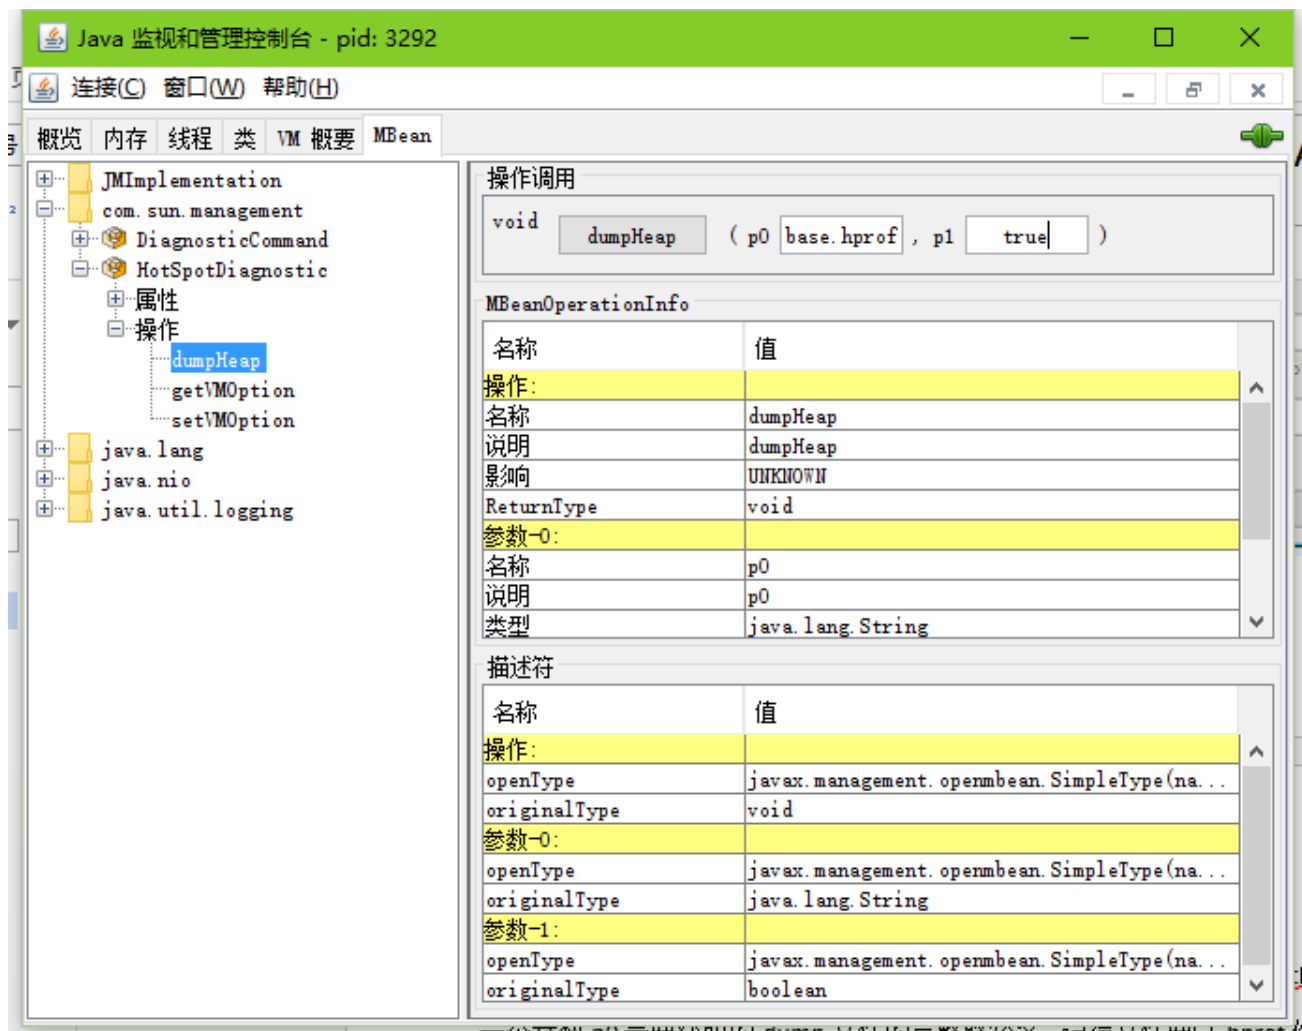 Java 监视和管理控制台 - pid: 3292
连接(C) 窗口(W) 帮助(H)
概览 内存 线程 类 VM 概要 MBean
JMImplementation
com.sun.management
DiagnosticCommand
HotSpotDiagnostic
属性
操作
dumpHeap
getVMOption
setVMOption
java.lang
java.nio
java.util.logging
操作调用
void dumpHeap ( p0 base.hprof , p1 true )
MBeanOperationInfo
名称 值
操作:
名称 dumpHeap
说明 dumpHeap
影响 UNKNOWN
ReturnType void
参数-0:
名称 p0
说明 p0
类型 java.lang.String
描述符
名称 值
操作:
openType javax.management.openmbean.SimpleType(na...
originalType void
参数-0:
openType javax.management.openmbean.SimpleType(na...
originalType java.lang.String
参数-1:
openType javax.management.openmbean.SimpleType(na...
originalType boolean